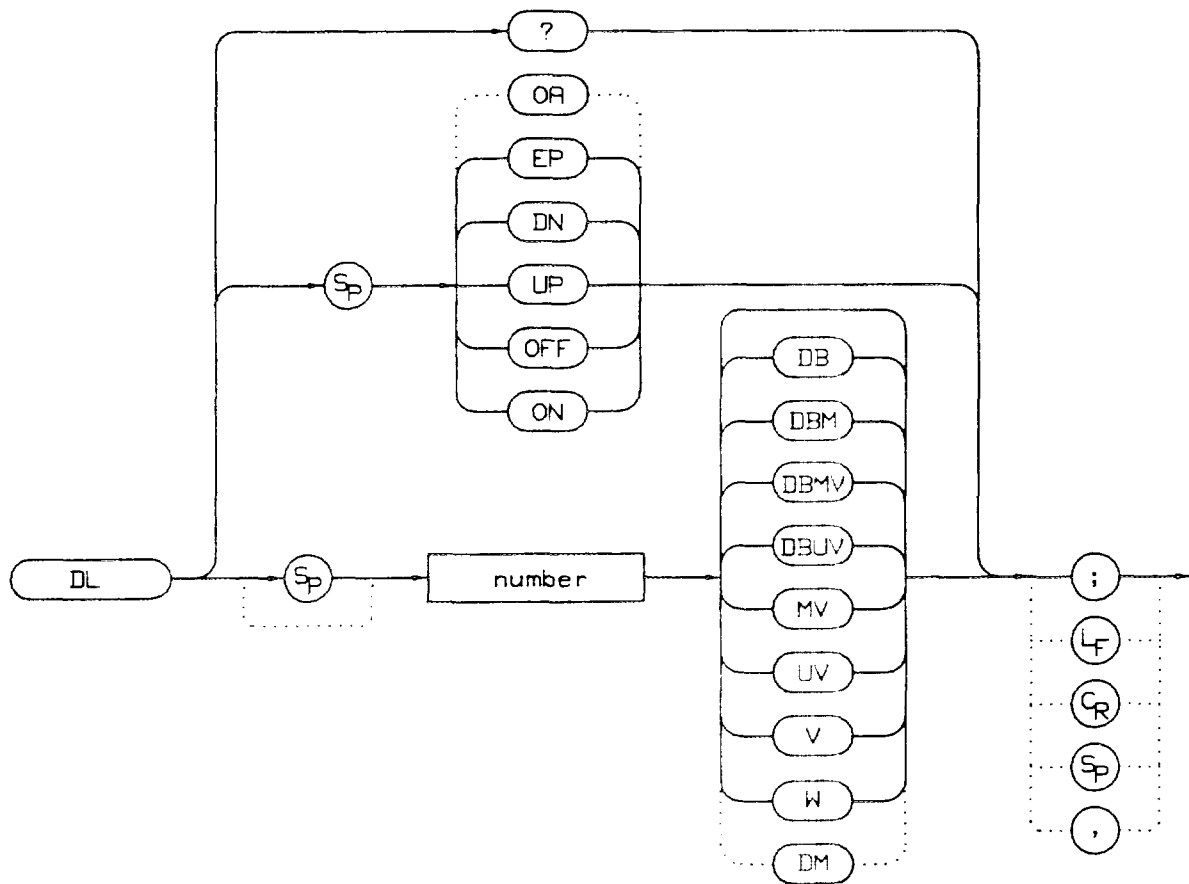 ?
OA
EP
DN
SP
UP
OFF
ON
DB
DBM
DBMV
DBUV
DL
SP
number
;
MV
LF
UV
CR
V
SP
W
,
DM